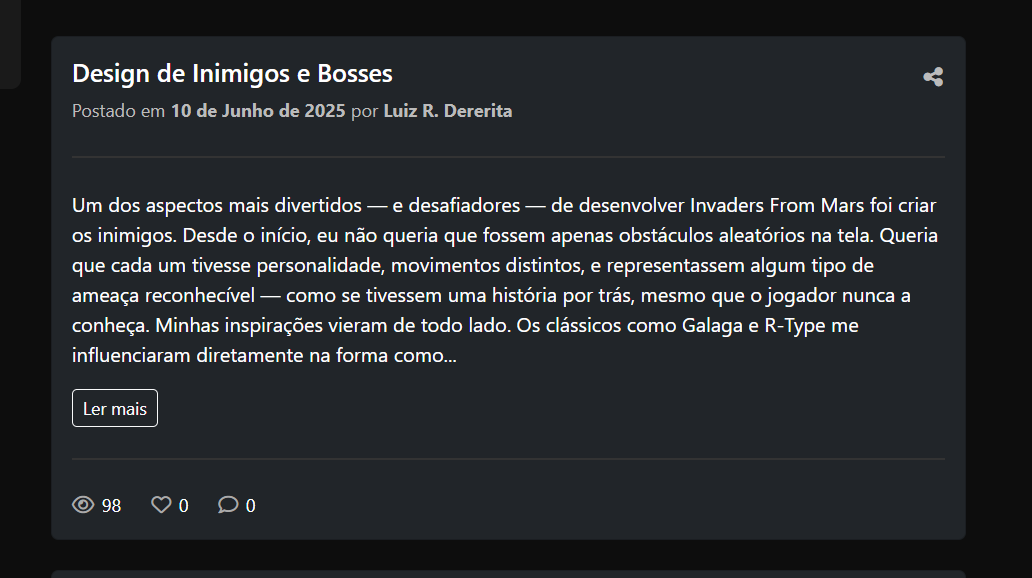 Design de Inimigos e Bosses
Postado em 10 de Junho de 2025 por Luiz R. Dererita
Um dos aspectos mais divertidos — e desafiadores — de desenvolver Invaders From Mars foi criar
os inimigos. Desde o início, eu não queria que fossem apenas obstáculos aleatórios na tela. Queria
que cada um tivesse personalidade, movimentos distintos, e representassem algum tipo de
ameaça reconhecível — como se tivessem uma história por trás, mesmo que o jogador nunca a
conheça. Minhas inspirações vieram de todo lado. Os clássicos como Galaga e R-Type me
influenciaram diretamente na forma como...
Ler mais
98 0 0